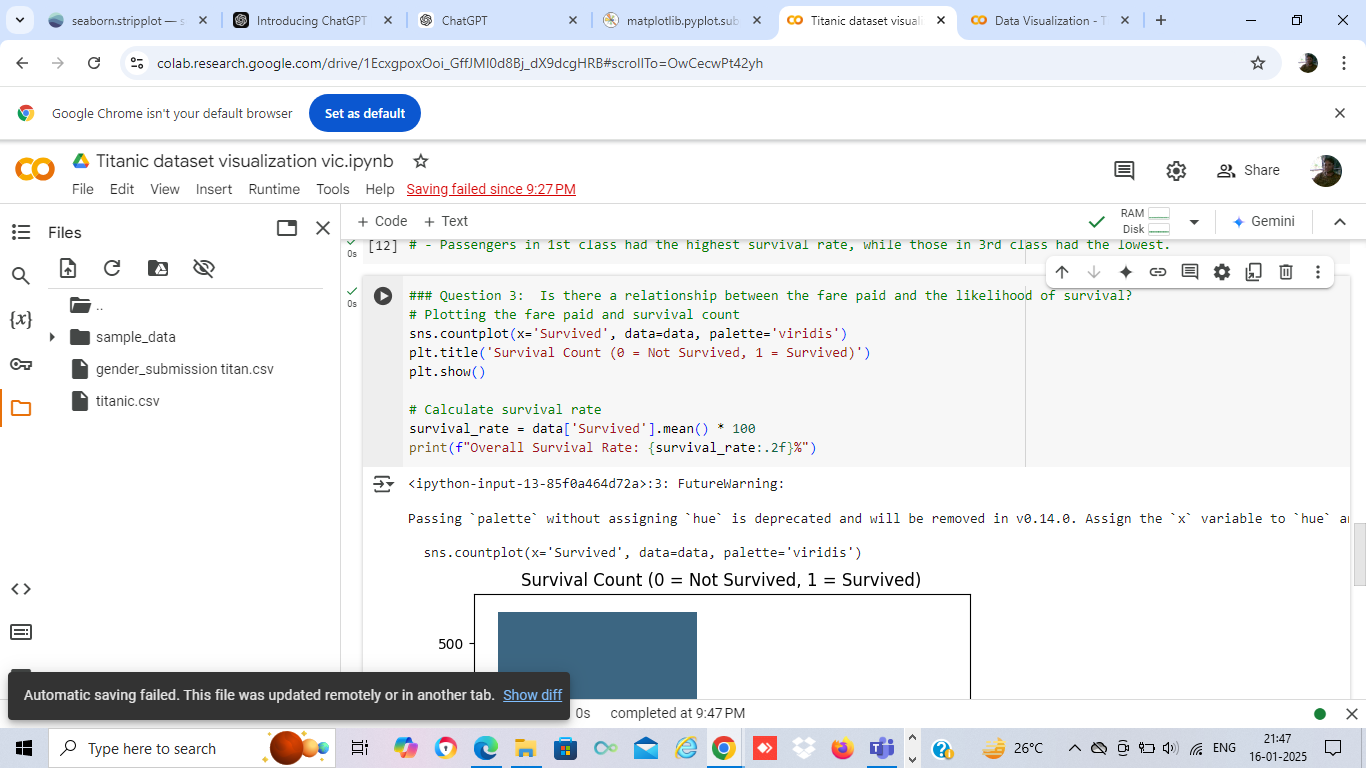 seaborn.stripplot — s
Introducing ChatGPT
ChatGPT
matplotlib.pyplot.sub
Titanic dataset visuali
Data Visualization - T
colab.research.google.com/drive/1EcxgpoxOoi_GffJMI0d8Bj_dX9dcgHRB#scrollTo=OwCecwPt42yh
Google Chrome isn't your default browser
Set as default
Titanic dataset visualization vic.ipynb
File Edit View Insert Runtime Tools Help Saving failed since 9:27 PM
Share
Files
+ Code + Text
RAM
Disk
Gemini
[12] # - Passengers in 1st class had the highest survival rate, while those in 3rd class had the lowest.
0s
..
sample_data
gender_submission titan.csv
titanic.csv
{x}
0s
### Question 3:  Is there a relationship between the fare paid and the likelihood of survival?
# Plotting the fare paid and survival count
sns.countplot(x='Survived', data=data, palette='viridis')
plt.title('Survival Count (0 = Not Survived, 1 = Survived)')
plt.show()
# Calculate survival rate
survival_rate = data['Survived'].mean() * 100
print(f"Overall Survival Rate: {survival_rate:.2f}%")
<ipython-input-13-85f0a464d72a>:3: FutureWarning:
Passing `palette` without assigning `hue` is deprecated and will be removed in v0.14.0. Assign the `x` variable to `hue` a
sns.countplot(x='Survived', data=data, palette='viridis')
Survival Count (0 = Not Survived, 1 = Survived)
500
Automatic saving failed. This file was updated remotely or in another tab. Show diff
0s completed at 9:47 PM
Type here to search
26°C
ENG
21:47
16-01-2025